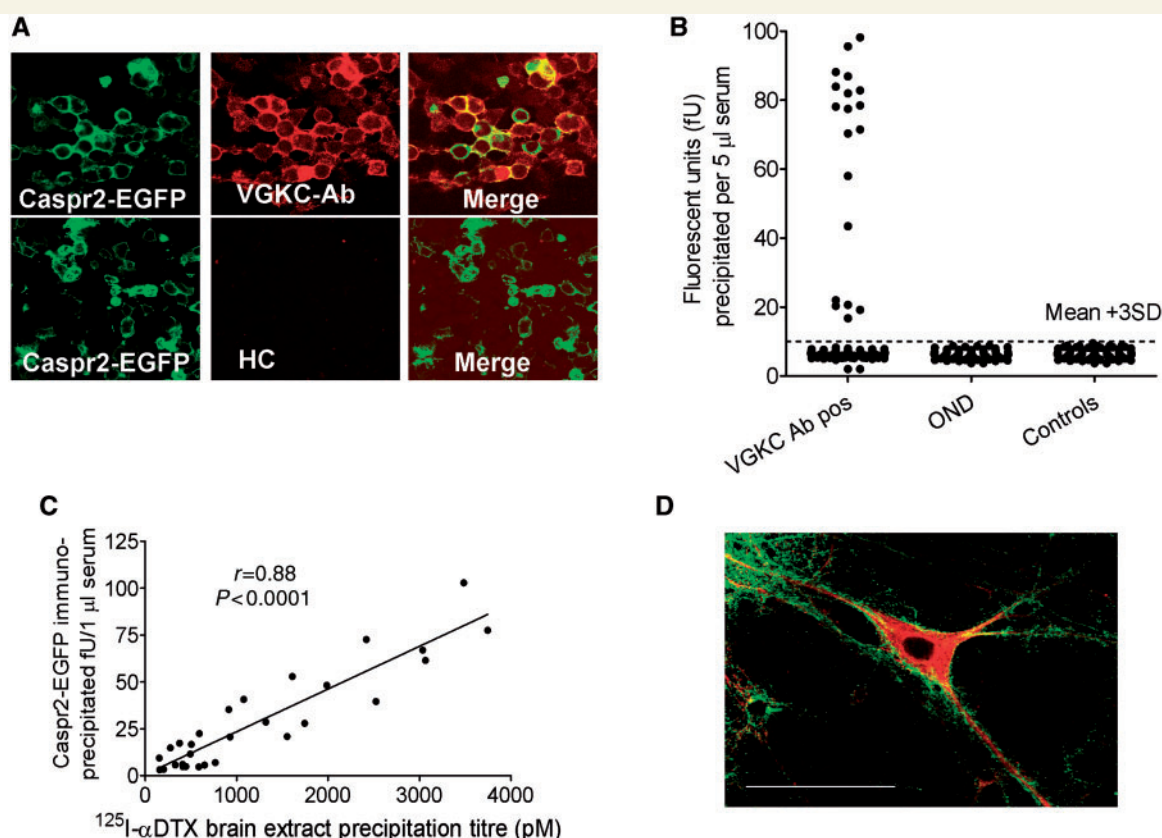 A
Caspr2-EGFP
VGKC-Ab
Merge
Caspr2-EGFP
HC
Merge
B
Fluorescent units (fU)
precipitated per 5 µl serum
100
80
60
40
20
0
Mean +3SD
VGKC Ab pos
OND
Controls
C
Caspr2-EGFP immuno-
precipitated fU/1 µl serum
125
100
75
50
25
0
r=0.88
P<0.0001
0
1000
2000
3000
4000
¹²⁵I-αDTX brain extract precipitation titre (pM)
D